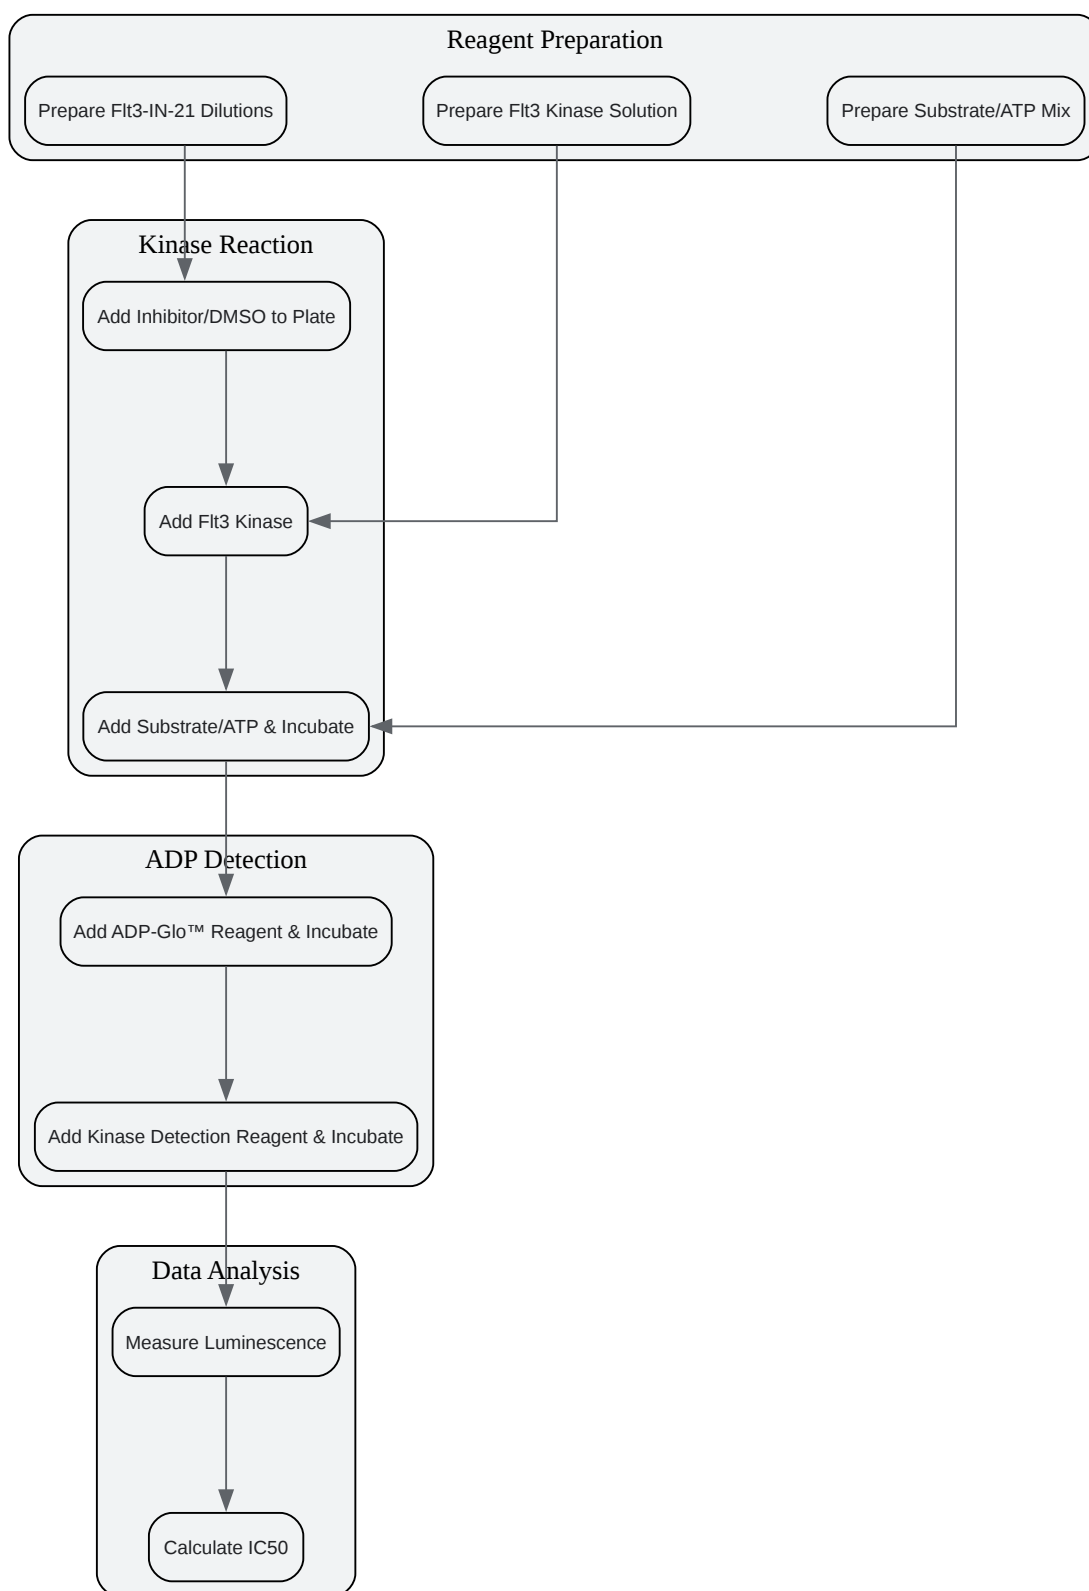 Reagent Preparation
Prepare Flt3-IN-21 Dilutions
Prepare Flt3 Kinase Solution
Prepare Substrate/ATP Mix
Kinase Reaction
Add Inhibitor/DMSO to Plate
Add Flt3 Kinase
Add Substrate/ATP & Incubate
ADP Detection
Add ADP-Glo™ Reagent & Incubate
Add Kinase Detection Reagent & Incubate
Data Analysis
Measure Luminescence
Calculate IC50